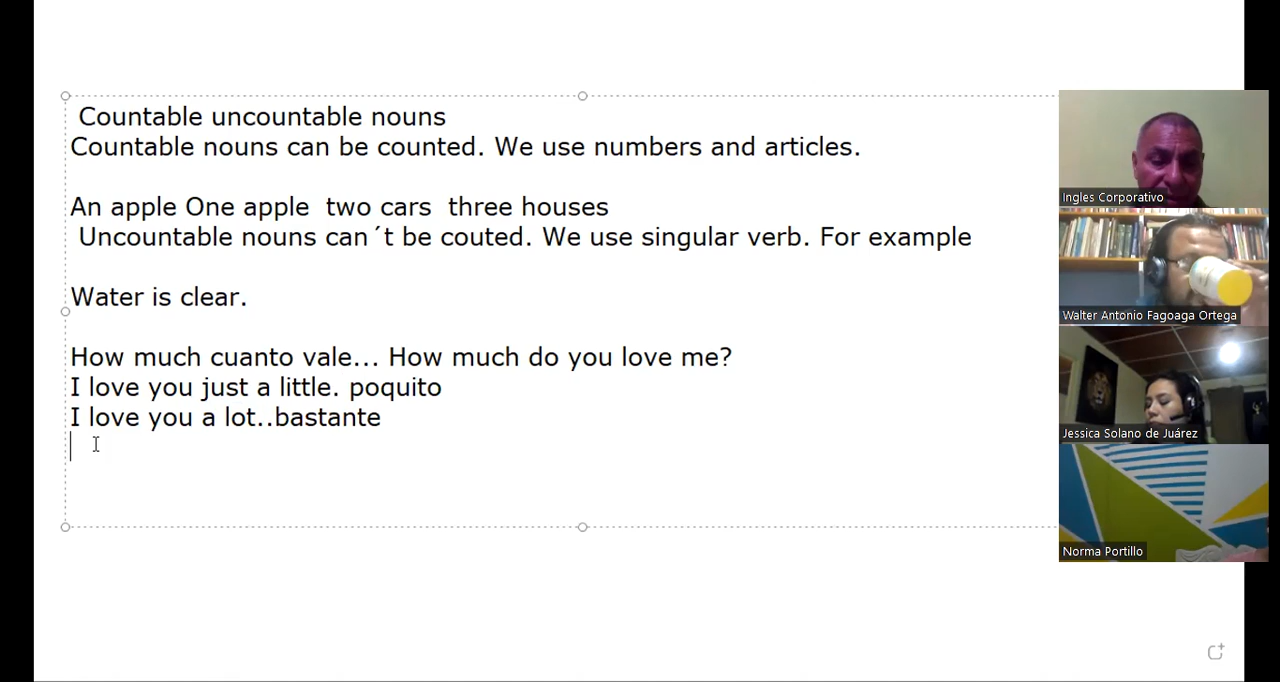 Countable uncountable nouns
Countable nouns can be counted. We use numbers and articles.
An apple One apple  two cars  three houses
Uncountable nouns can´t be couted. We use singular verb. For example
Water is clear.
How much cuanto vale... How much do you love me?
I love you just a little. poquito
I love you a lot..bastante
Ingles Corporativo
Walter Antonio Fagoaga Ortega
Jessica Solano de Juárez
Norma Portillo